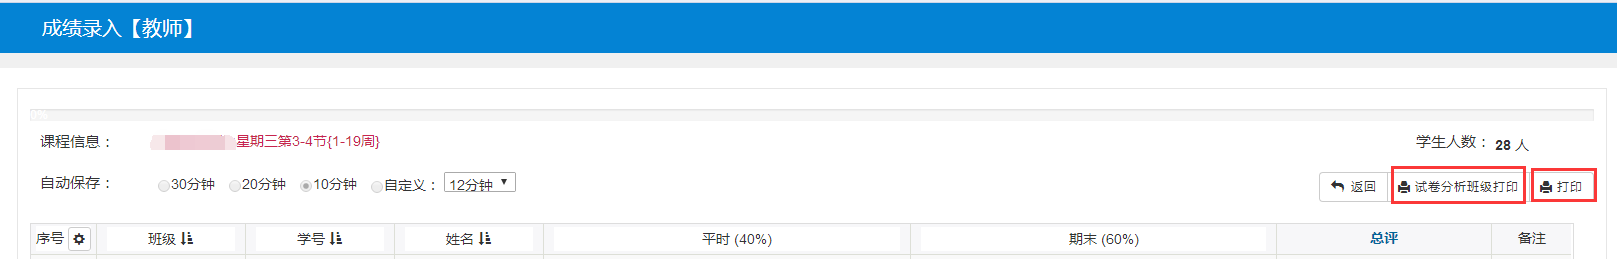 成绩录入【教师】
课程信息： 星期三第3-4节{1-19周} 学生人数： 28 人
自动保存： 30分钟 20分钟 10分钟 自定义： 12分钟 返回 试卷分析班级打印 打印
序号 班级 学号 姓名 平时 (40%) 期末 (60%) 总评 备注